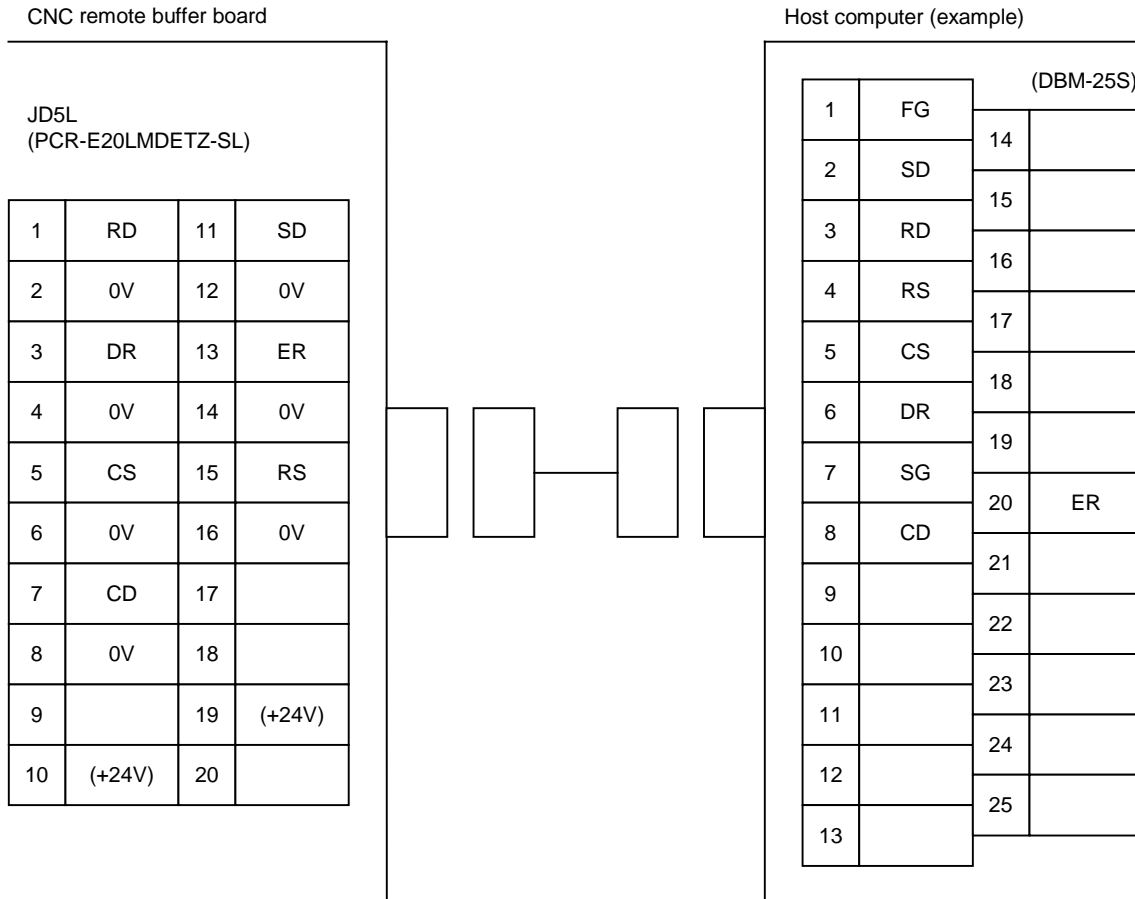 CNC remote buffer board
JD5L
(PCR-E20LMDETZ-SL)
1 RD 11 SD
2 0V 12 0V
3 DR 13 ER
4 0V 14 0V
5 CS 15 RS
6 0V 16 0V
7 CD 17
8 0V 18
9 19 (+24V)
10 (+24V) 20
Host computer (example)
(DBM-25S)
1 FG
14
2 SD
15
3 RD
16
4 RS
17
5 CS
18
6 DR
19
7 SG
20 ER
8 CD
21
9
22
10
23
11
24
12
25
13